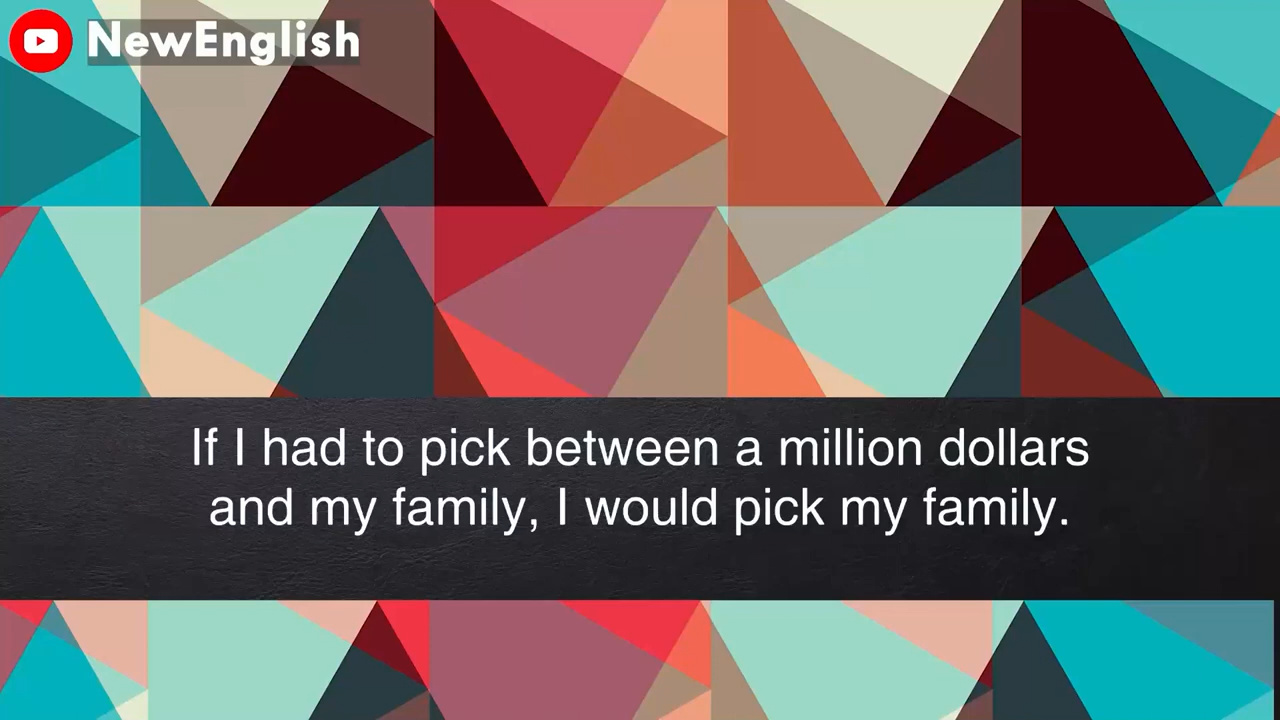 NewEnglish
If I had to pick between a million dollars
and my family, I would pick my family.